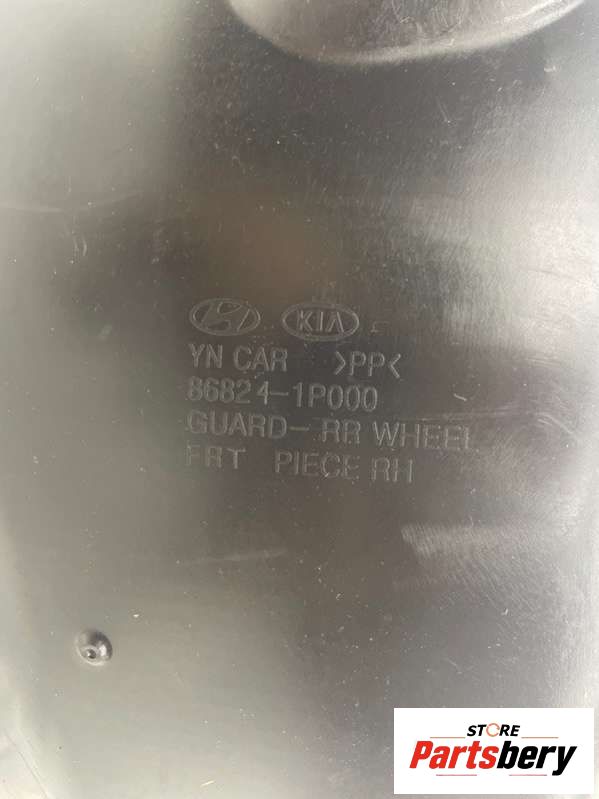 KIA
YN CAR >PP<
86824-1P000
GUARD- RR WHEEL
FRT PIECE RH
STORE
Partsbery